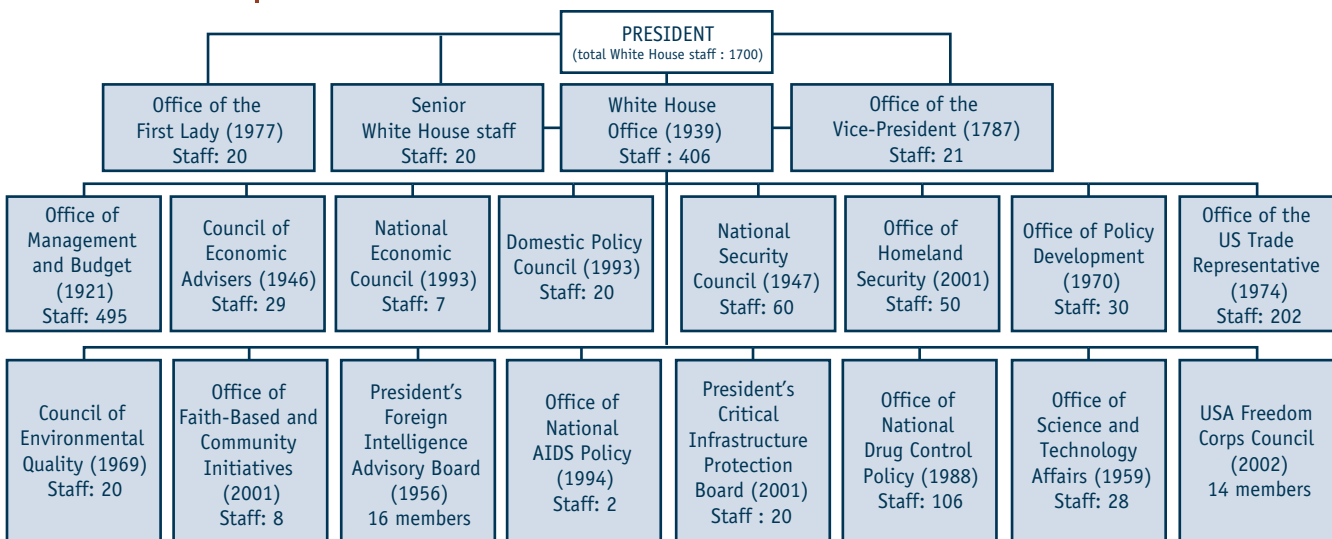 PRESIDENT
(total White House staff : 1700)
Office of the
First Lady (1977)
Staff: 20
Senior
White House staff
Staff: 20
White House
Office (1939)
Staff : 406
Office of the
Vice-President (1787)
Staff: 21
Office of
Management
and Budget
(1921)
Staff: 495
Council of
Economic
Advisers (1946)
Staff: 29
National
Economic
Council (1993)
Staff: 7
Domestic Policy
Council (1993)
Staff: 20
National
Security
Council (1947)
Staff: 60
Office of
Homeland
Security (2001)
Staff: 50
Office of Policy
Development
(1970)
Staff: 30
Office of the
US Trade
Representative
(1974)
Staff: 202
Council of
Environmental
Quality (1969)
Staff: 20
Office of
Faith-Based and
Community
Initiatives
(2001)
Staff: 8
President's
Foreign
Intelligence
Advisory Board
(1956)
16 members
Office of
National
AIDS Policy
(1994)
Staff: 2
President's
Critical
Infrastructure
Protection
Board (2001)
Staff : 20
Office of
National
Drug Control
Policy (1988)
Staff: 106
Office of
Science and
Technology
Affairs (1959)
Staff: 28
USA Freedom
Corps Council
(2002)
14 members